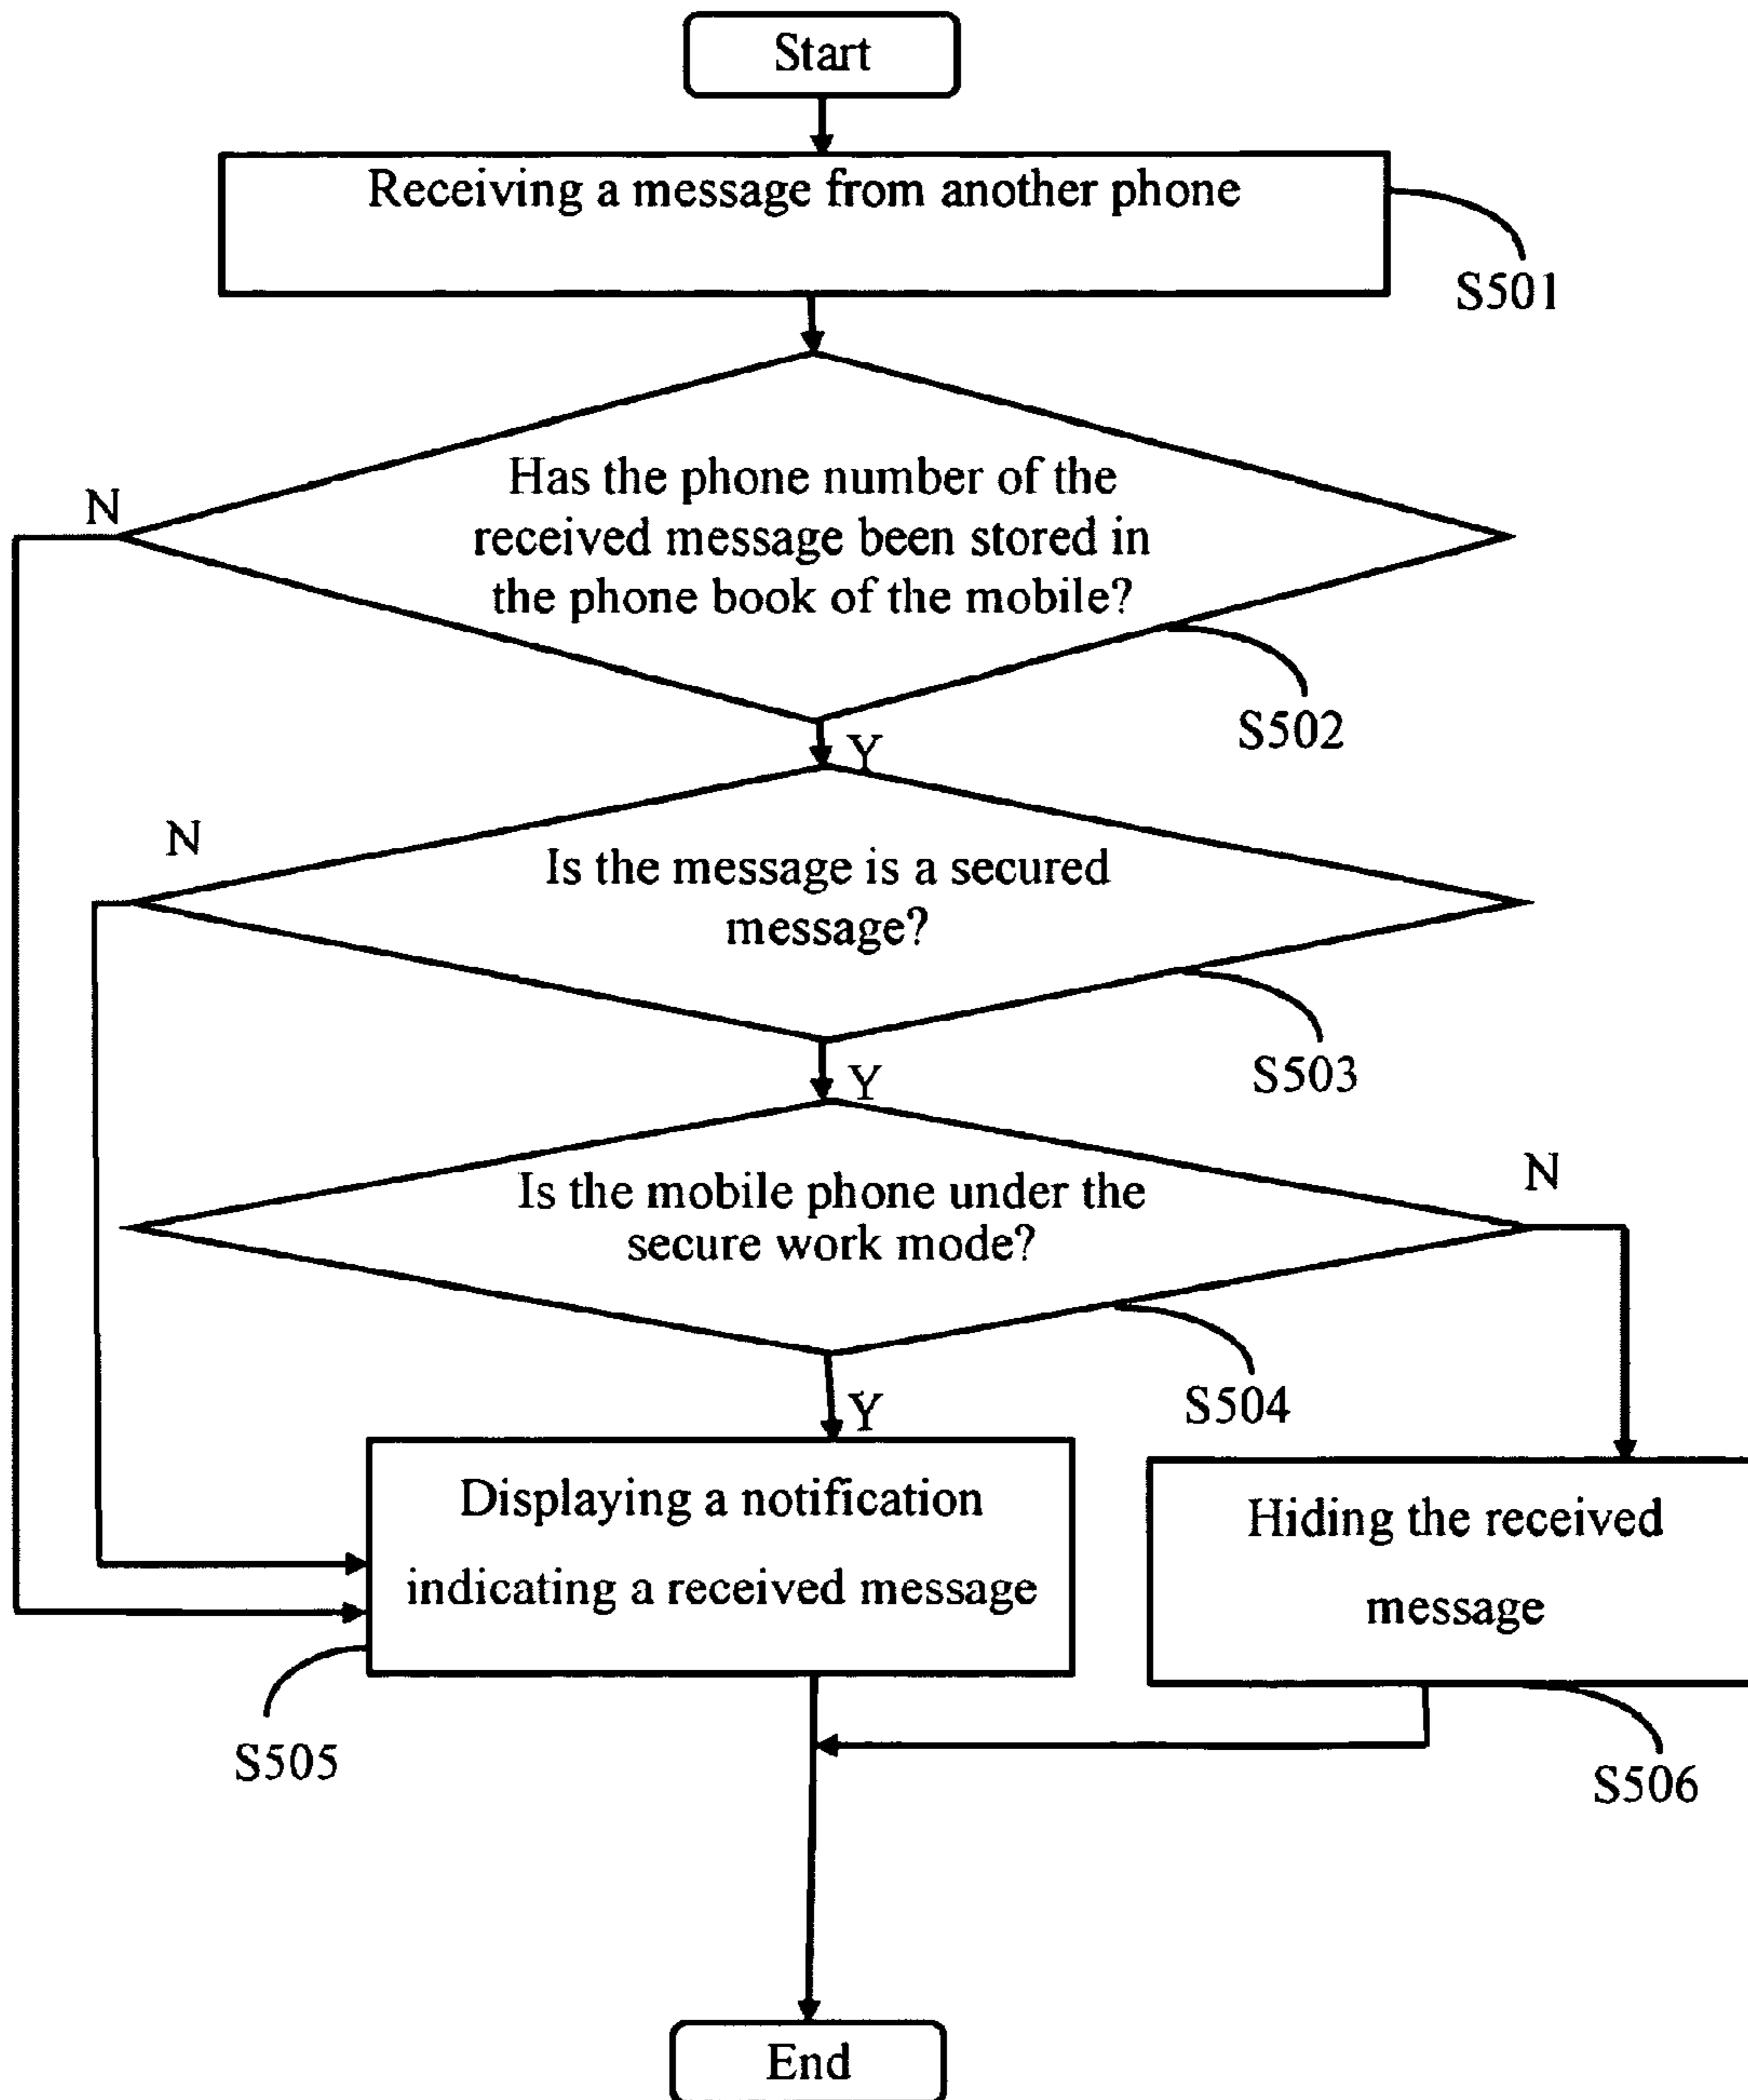 Start
Receiving a message from another phone
S501
Has the phone number of the
received message been stored in
the phone book of the mobile?
N
S502
Y
Is the message is a secured
message?
N
S503
Y
Is the mobile phone under the
secure work mode?
N
S504
Y
Displaying a notification
indicating a received message
Hiding the received
message
S505
S506
End